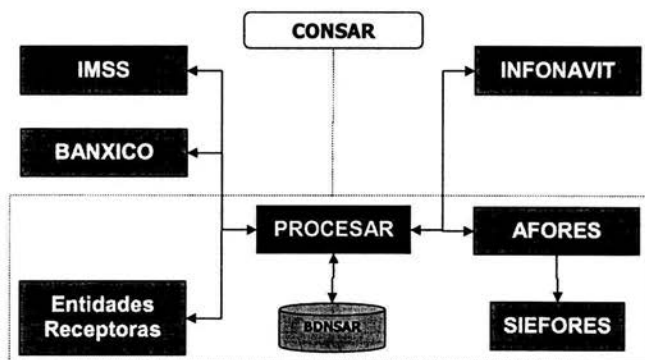 CONSAR
IMSS
INFONAVIT
BANXICO
PROCESAR
AFORES
Entidades
Receptoras
BDNSAR
SIEFORES